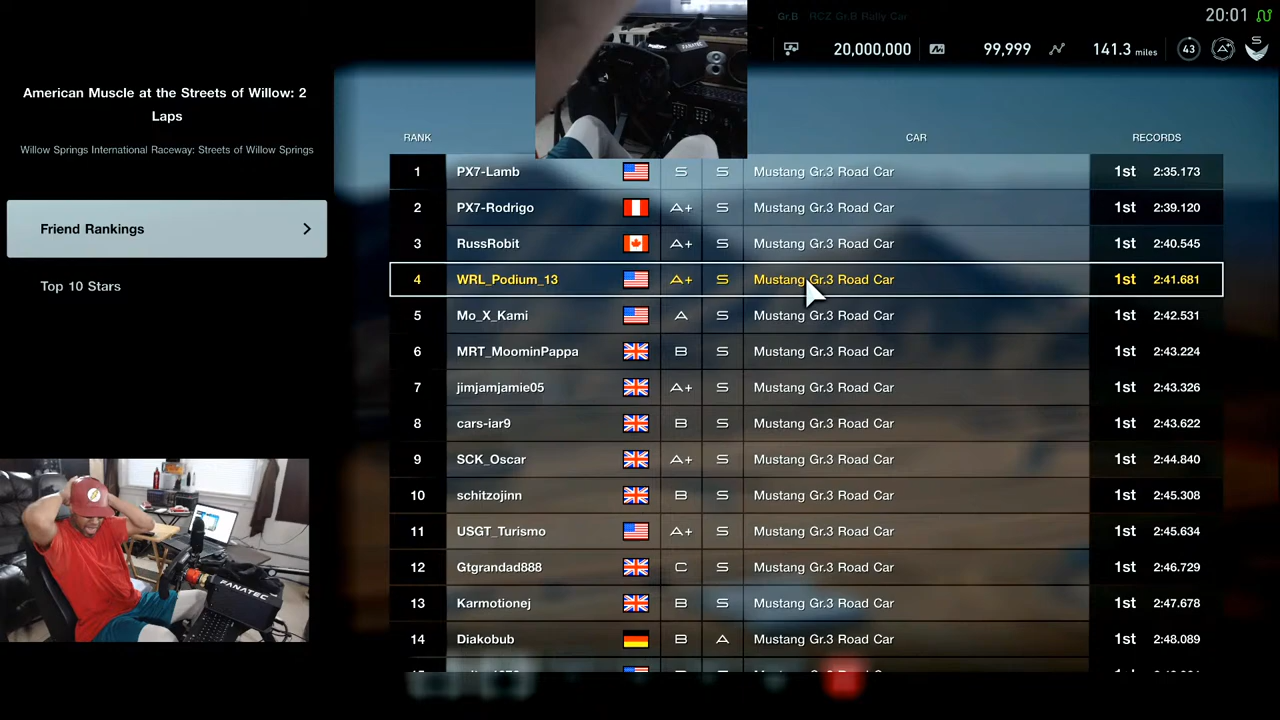 Gr.B RCZ Gr.B Rally Car
20:01
20,000,000 99,999 141.3 miles 43 A+ S
American Muscle at the Streets of Willow: 2
Laps
Willow Springs International Raceway: Streets of Willow Springs
Friend Rankings
Top 10 Stars
RANK CAR RECORDS
1 PX7-Lamb S S Mustang Gr.3 Road Car 1st 2:35.173
2 PX7-Rodrigo A+ S Mustang Gr.3 Road Car 1st 2:39.120
3 RussRobit A+ S Mustang Gr.3 Road Car 1st 2:40.545
4 WRL_Podium_13 A+ S Mustang Gr.3 Road Car 1st 2:41.681
5 Mo_X_Kami A S Mustang Gr.3 Road Car 1st 2:42.531
6 MRT_MoominPappa B S Mustang Gr.3 Road Car 1st 2:43.224
7 jimjamjamie05 A+ S Mustang Gr.3 Road Car 1st 2:43.326
8 cars-iar9 B S Mustang Gr.3 Road Car 1st 2:43.622
9 SCK_Oscar A+ S Mustang Gr.3 Road Car 1st 2:44.840
10 schitzojinn B S Mustang Gr.3 Road Car 1st 2:45.308
11 USGT_Turismo A+ S Mustang Gr.3 Road Car 1st 2:45.634
12 Gtgrandad888 C S Mustang Gr.3 Road Car 1st 2:46.729
13 Karmotionej B S Mustang Gr.3 Road Car 1st 2:47.678
14 Diakobub B A Mustang Gr.3 Road Car 1st 2:48.089
FANATEC
FANATEC